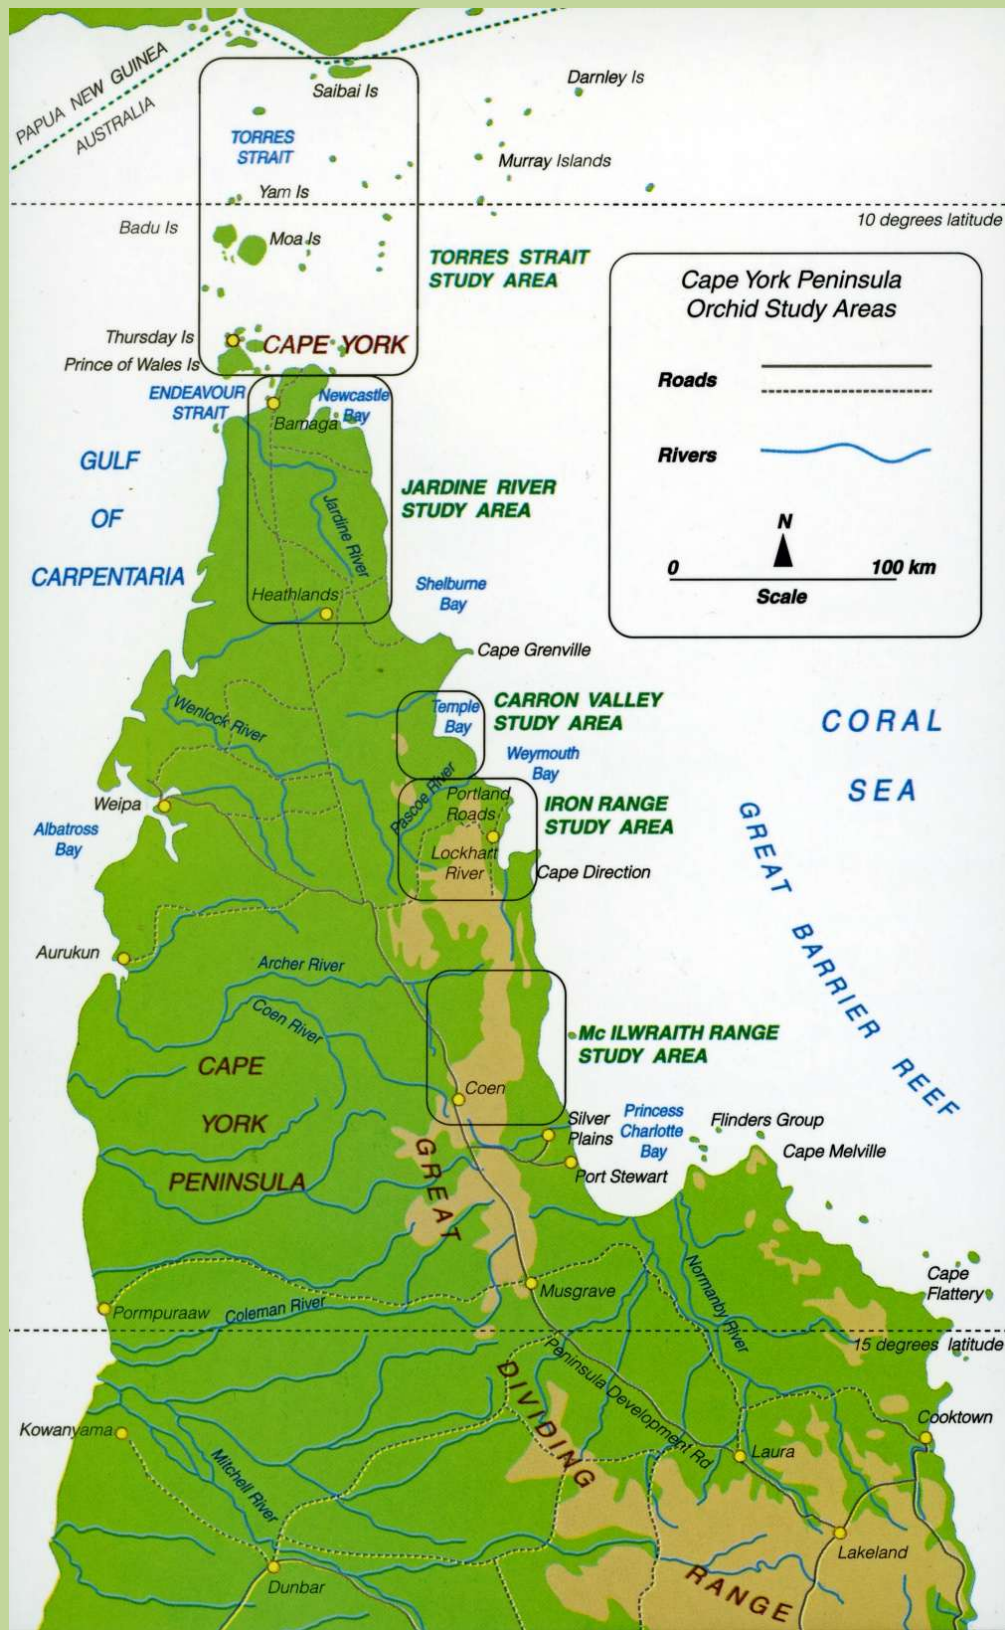 PAPUA NEW GUINEA
AUSTRALIA
Saibai Is
Darnley Is
TORRES
STRAIT
Murray Islands
Yam Is
10 degrees latitude
Badu Is
Moa Is
TORRES STRAIT
STUDY AREA
Cape York Peninsula
Orchid Study Areas
Roads
Rivers
N
0
100 km
Scale
Thursday Is
CAPE YORK
Prince of Wales Is
ENDEAVOUR
STRAIT
Newcastle
Bay
Bamaga
GULF
OF
CARPENTARIA
JARDINE RIVER
STUDY AREA
Jardine River
Heathlands
Shelburne
Bay
Cape Grenville
CARRON VALLEY
STUDY AREA
Temple
Bay
Wenlock River
Weymouth
Bay
CORAL
SEA
Pascoe River
Portland
Roads
IRON RANGE
STUDY AREA
Weipa
Albatross
Bay
Lockhart
River
Cape Direction
GREAT BARRIER REEF
Aurukun
Archer River
Coen River
Mc ILWRAITH RANGE
STUDY AREA
CAPE
YORK
PENINSULA
Coen
Silver
Plains
Princess
Charlotte
Bay
Flinders Group
Cape Melville
Port Stewart
GREAT
DIVIDING
RANGE
Normanby River
Cape
Flattery
Musgrave
Pormpuraaw
Coleman River
15 degrees latitude
Peninsula Development Rd
Cooktown
Kowanyama
Mitchell River
Laura
Lakeland
Dunbar